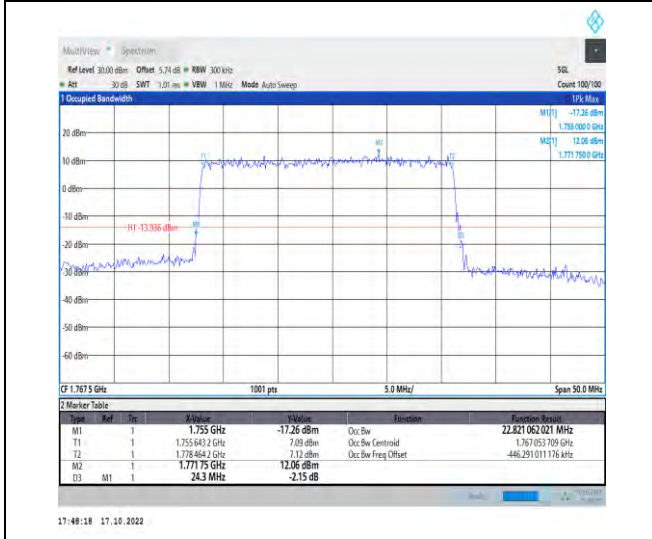 MultiView Spectrum
Ref Level 30.00 dBm Offset 5.74 dB RBW 300 kHz SGL
Att 30 dB SWT 1.01 ms VBW 1 MHz Mode Auto Sweep Count 100/100
1 Occupied Bandwidth 1Pk Max
M1[1] -17.26 dBm
1.755 000 0 GHz
M2[1] 12.06 dBm
1.771 750 0 GHz
20 dBm
M2
10 dBm
T1 T2
0 dBm
-10 dBm
H1 -13.936 dBm
M1
-20 dBm
D3
-30 dBm
-40 dBm
-50 dBm
-60 dBm
CF 1.767 5 GHz 1001 pts 5.0 MHz/ Span 50.0 MHz
2 Marker Table
Type Ref Trc X-Value Y-Value Function Function Result
M1 1 1.755 GHz -17.26 dBm Occ Bw 22.821 062 021 MHz
T1 1 1.755 643 2 GHz 7.09 dBm Occ Bw Centroid 1.767 053 709 GHz
T2 1 1.778 464 2 GHz 7.12 dBm Occ Bw Freq Offset -446.291 011 176 kHz
M2 1 1.771 75 GHz 12.06 dBm
D3 M1 1 24.3 MHz -2.15 dB
17:48:18 17.10.2022